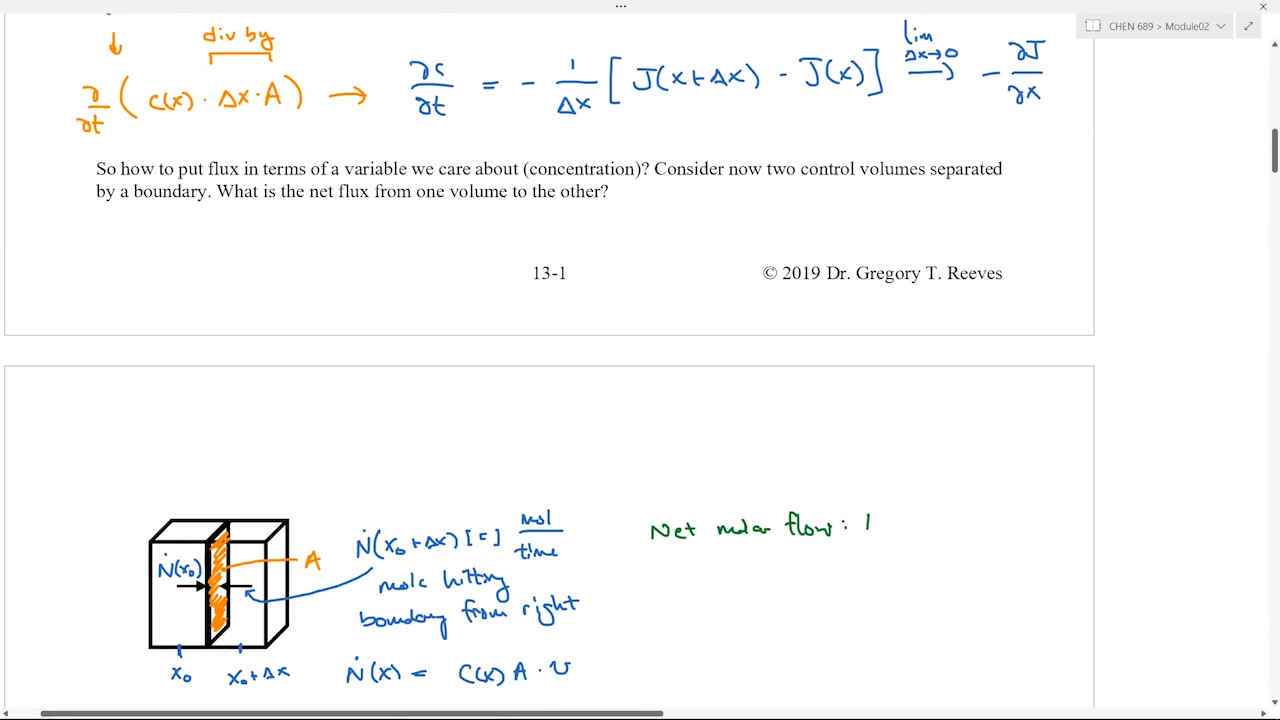 CHEN 689 > Module02
div by
∂/∂t ( C(x) · Δx · A ) → ∂c/∂t = - 1/Δx [ J(x+Δx) - J(x) ] lim Δx→0 → - ∂J/∂x
So how to put flux in terms of a variable we care about (concentration)? Consider now two control volumes separated
by a boundary. What is the net flux from one volume to the other?
13-1 © 2019 Dr. Gregory T. Reeves
Net molar flow:
Ṅ(x₀+Δx) [=] mol/time
Ṅ(x₀)
A
molc hitting
boundary from right
x₀ x₀+Δx
Ṅ(x) = C(x) A · v